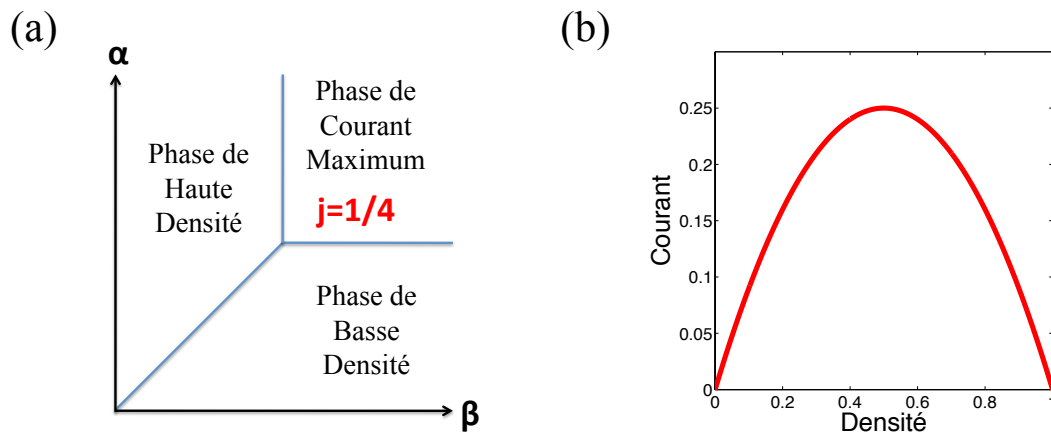 (a)
α
Phase de
Haute
Densité
Phase de
Courant
Maximum
j=1/4
Phase de
Basse
Densité
β
(b)
Courant
0.25
0.2
0.15
0.1
0.05
0
0
0.2
0.4
0.6
0.8
Densité